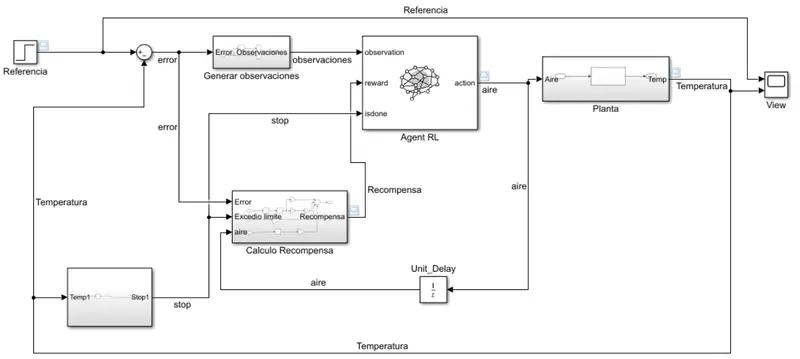 Referencia
Referencia
error
Error
Observaciones
Generar observaciones
observaciones
observation
reward
isdone
action
Agent RL
aire
Aire
Temp
Planta
Temperatura
View
error
stop
Recompensa
aire
Temperatura
Error
Excedio limite
aire
Recompensa
Calculo Recompensa
Unit_Delay
1
z
aire
Temp1
Stop1
stop
Temperatura